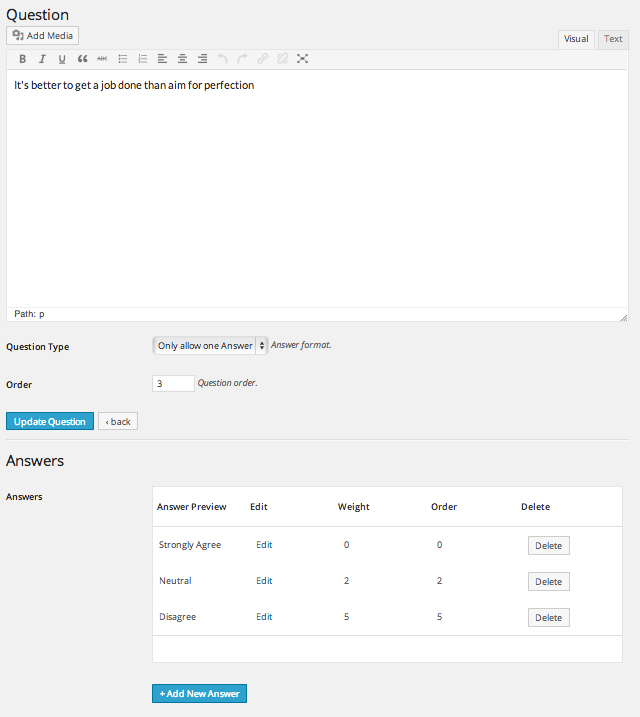 Question
Add Media
Visual Text
B I U “ ABC
It's better to get a job done than aim for perfection
Path: p
Question Type Only allow one Answer Answer format.
Order 3 Question order.
Update Question ‹ back
Answers
Answers
Answer Preview Edit Weight Order Delete
Strongly Agree Edit 0 0 Delete
Neutral Edit 2 2 Delete
Disagree Edit 5 5 Delete
+ Add New Answer